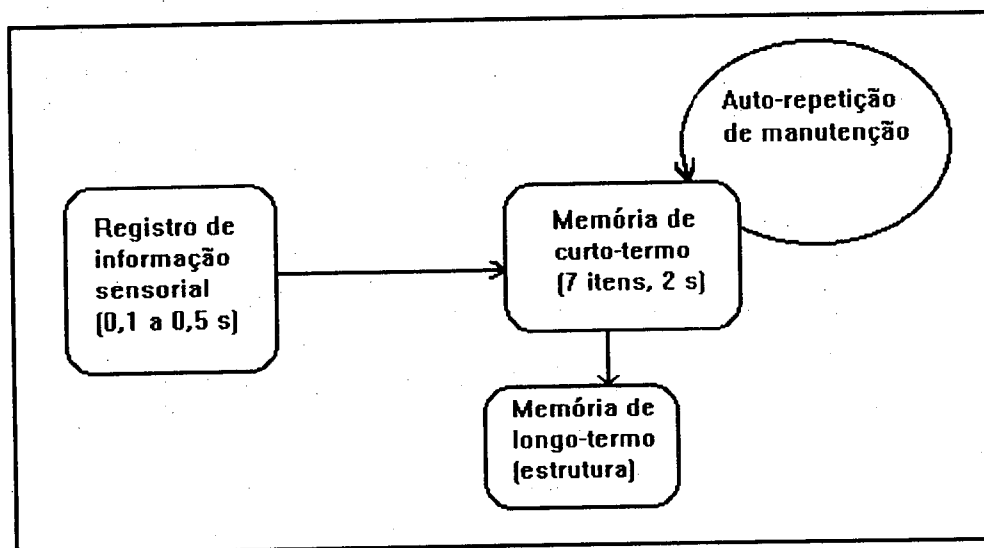 Auto-repetição
de manutenção
Registro de
informação
sensorial
(0,1 a 0,5 s)
Memória de
curto-termo
(7 itens, 2 s)
Memória de
longo-termo
(estrutura)